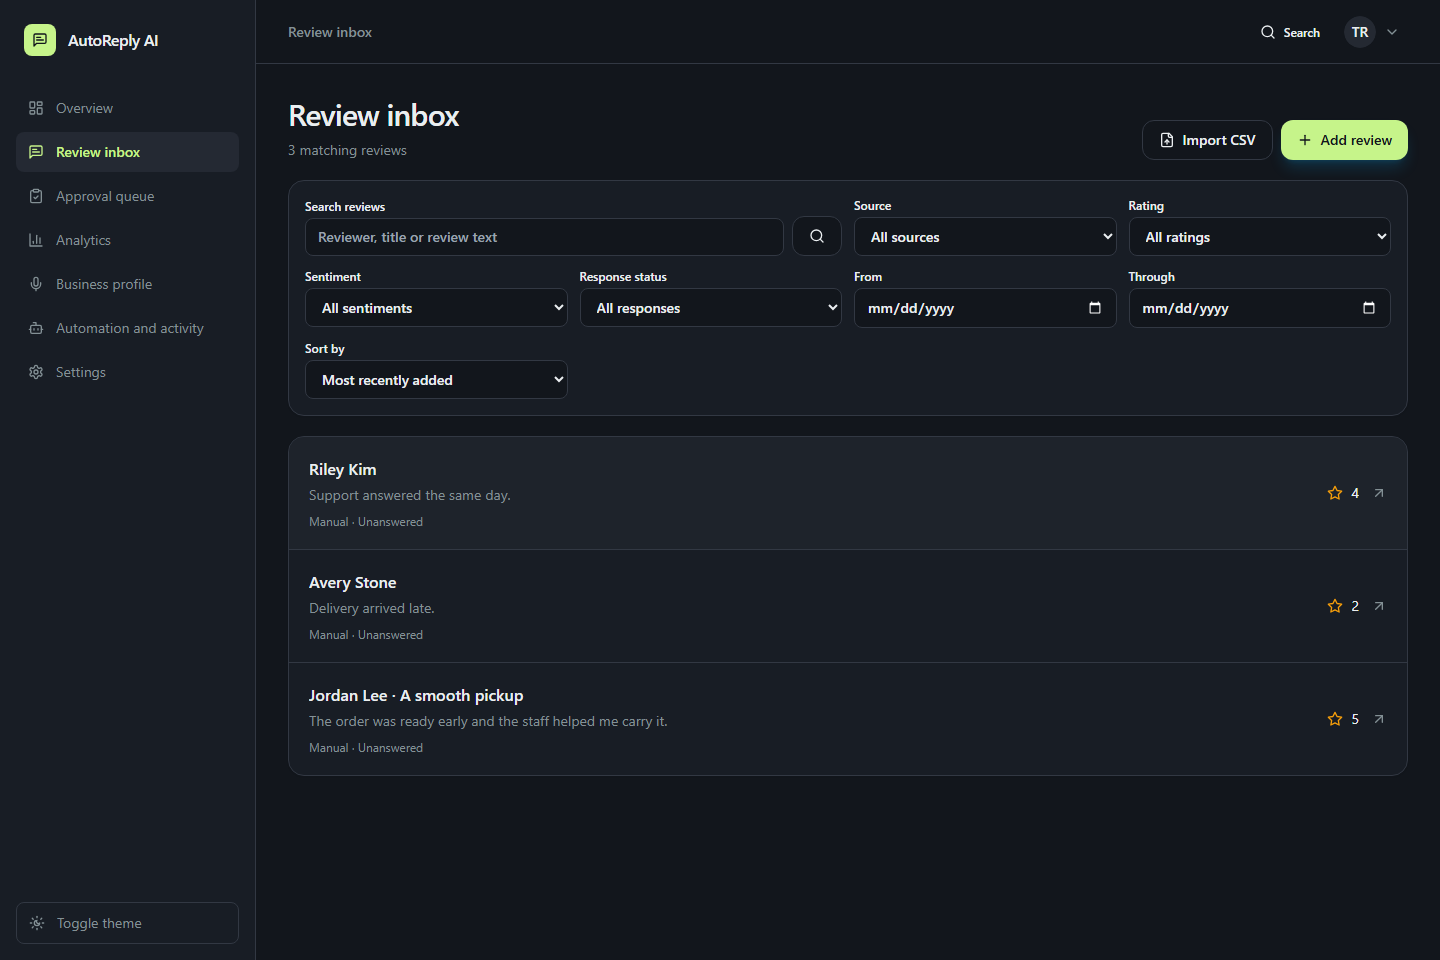 AutoReply AI
Overview
Review inbox
Approval queue
Analytics
Business profile
Automation and activity
Settings
Toggle theme
Review inbox
Search
TR
Review inbox
3 matching reviews
Import CSV
Add review
Search reviews
Reviewer, title or review text
Source
All sources
Rating
All ratings
Sentiment
All sentiments
Response status
All responses
From
mm/dd/yyyy
Through
mm/dd/yyyy
Sort by
Most recently added
Riley Kim
Support answered the same day.
Manual · Unanswered
4
Avery Stone
Delivery arrived late.
Manual · Unanswered
2
Jordan Lee · A smooth pickup
The order was ready early and the staff helped me carry it.
Manual · Unanswered
5